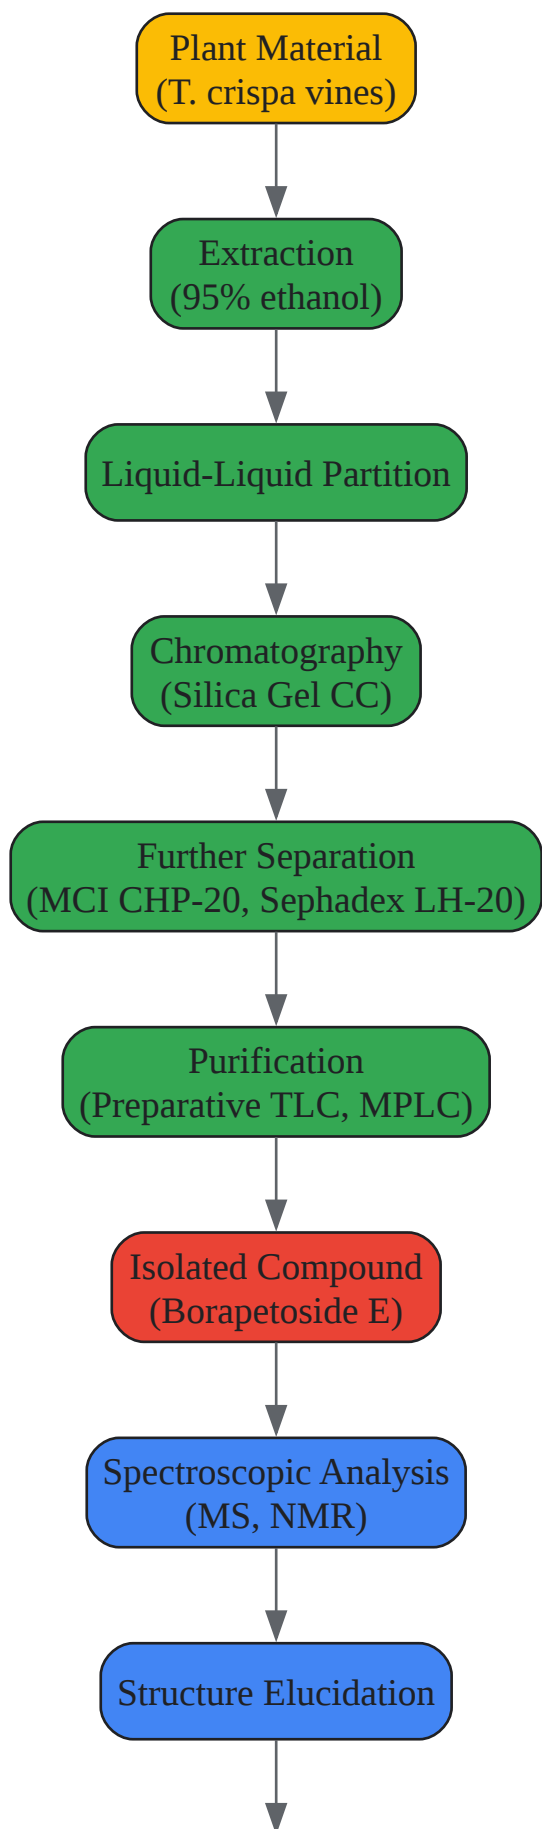 Plant Material
(T. crispa vines)
Extraction
(95% ethanol)
Liquid-Liquid Partition
Chromatography
(Silica Gel CC)
Further Separation
(MCI CHP-20, Sephadex LH-20)
Purification
(Preparative TLC, MPLC)
Isolated Compound
(Borapetoside E)
Spectroscopic Analysis
(MS, NMR)
Structure Elucidation